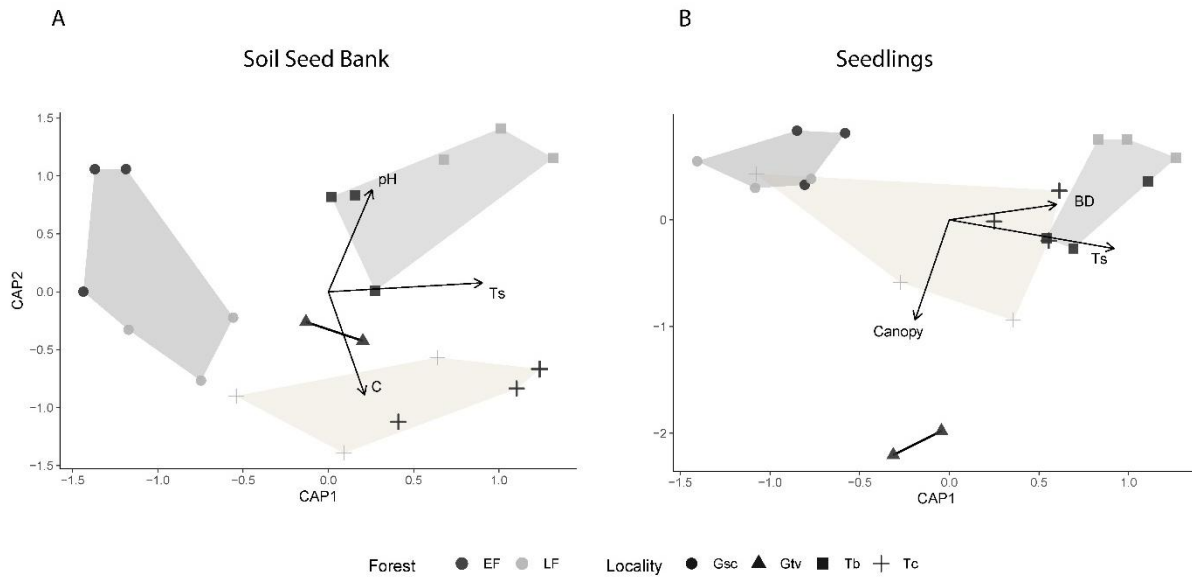 A
B
Soil Seed Bank
Seedlings
1.5
1.0
0.5
0.0
−0.5
−1.0
−1.5
CAP2
pH
Ts
C
−1.5
−1.0
−0.5
0.0
0.5
1.0
CAP1
0
−1
−2
BD
Ts
Canopy
−1.5
−1.0
−0.5
0.0
0.5
1.0
CAP1
Forest EF LF Locality Gsc Gtv Tb Tc